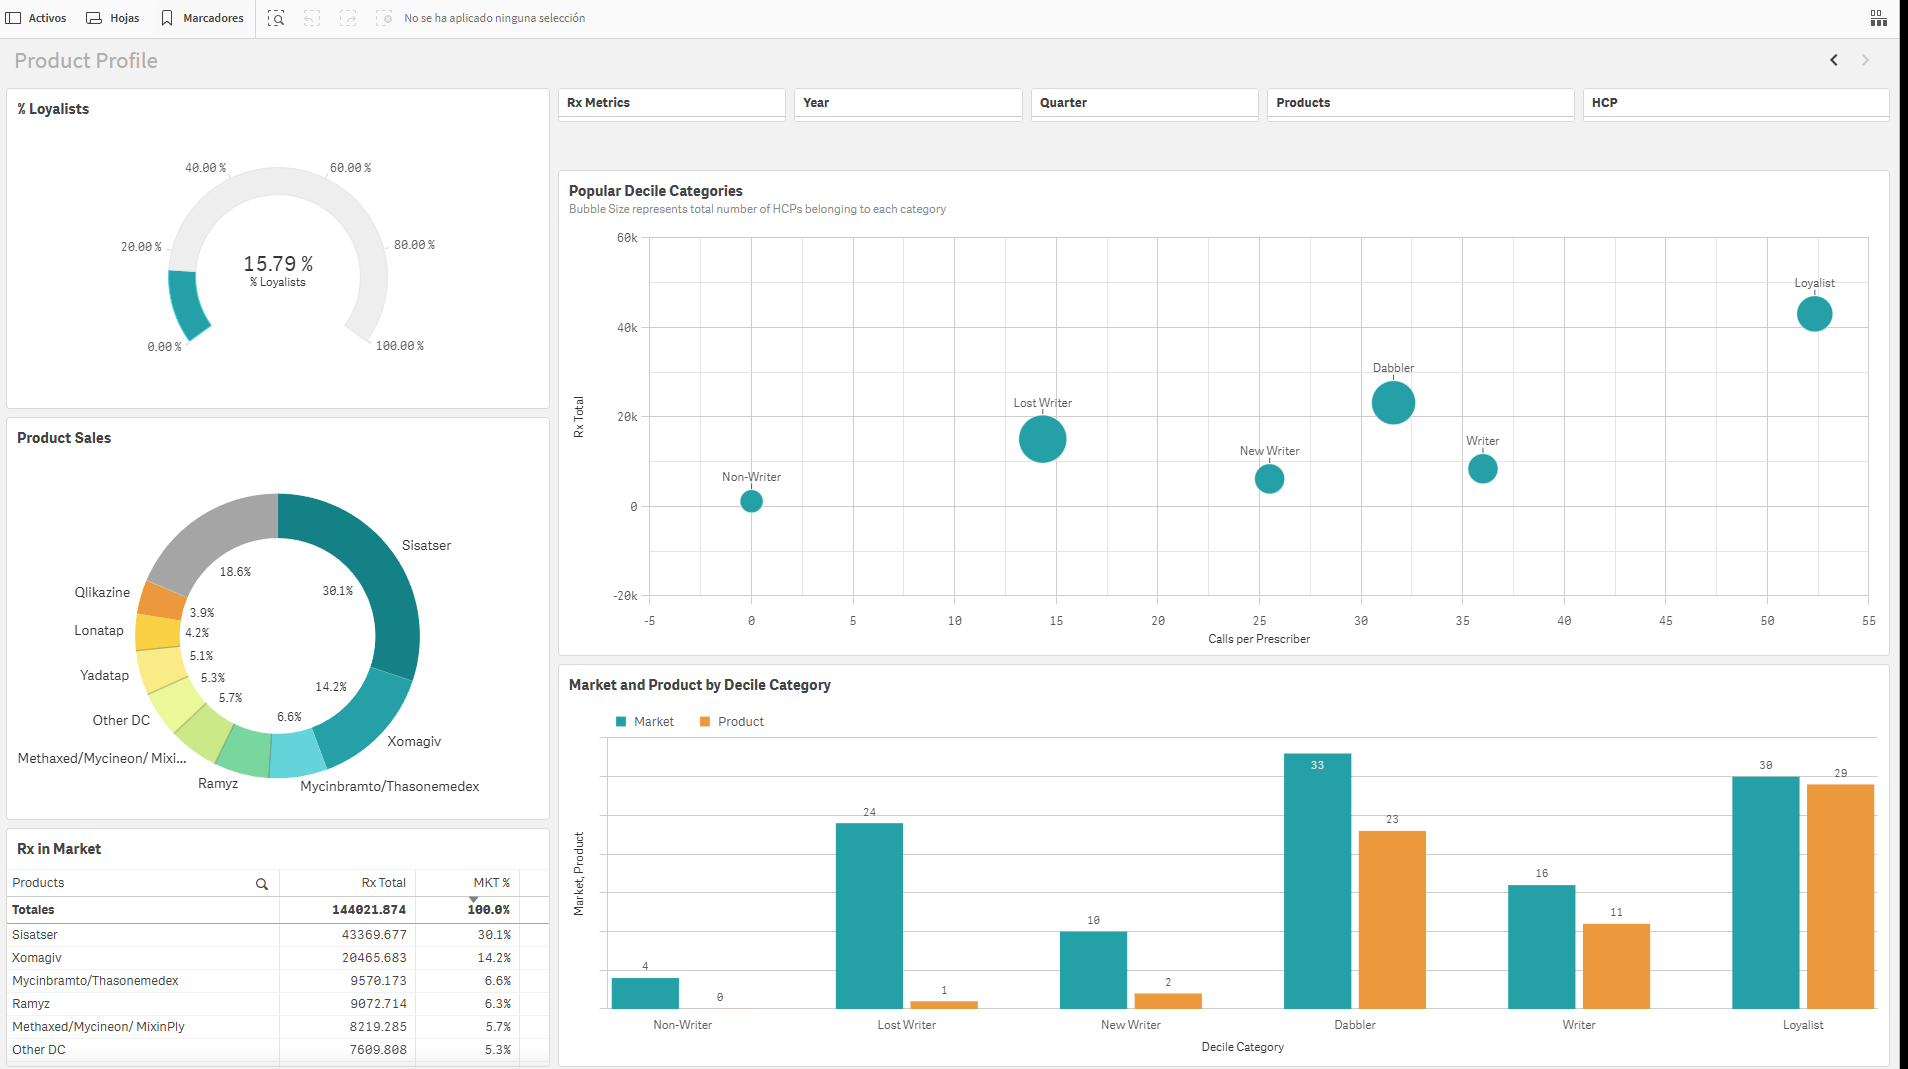 Activos Hojas Marcadores No se ha aplicado ninguna selección
Product Profile
% Loyalists
40.00 % 60.00 %
20.00 % 80.00 %
15.79 %
% Loyalists
0.00 % 100.00 %
Product Sales
Sisatser
18.6%
30.1%
Qlikazine
3.9%
Lonatap
4.2%
5.1%
Yadatap
5.3%
14.2%
5.7%
6.6%
Other DC
Xomagiv
Methaxed/Mycineon/ Mixi...
Ramyz
Mycinbramto/Thasonemedex
Rx in Market
Products Rx Total MKT %
Totales 144021.874 100.0%
Sisatser 43369.677 30.1%
Xomagiv 20465.683 14.2%
Mycinbramto/Thasonemedex 9570.173 6.6%
Ramyz 9072.714 6.3%
Methaxed/Mycineon/ MixinPly 8219.285 5.7%
Other DC 7609.808 5.3%
Rx Metrics Year Quarter Products HCP
Popular Decile Categories
Bubble Size represents total number of HCPs belonging to each category
60k
Loyalist
40k
Dabbler
Lost Writer
20k
Rx Total
Writer
New Writer
Non-Writer
0
-20k
-5 0 5 10 15 20 25 30 35 40 45 50 55
Calls per Prescriber
Market and Product by Decile Category
Market Product
Market, Product
4 0 24 1 10 2 33 23 16 11 30 29
Non-Writer Lost Writer New Writer Dabbler Writer Loyalist
Decile Category